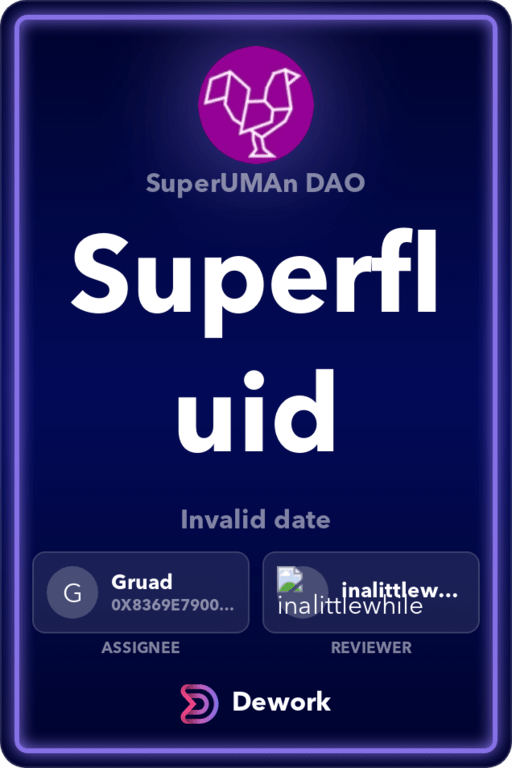 SuperUMAn DAO
Superfl
uid
Invalid date
G
Gruad
0X8369E7900...
inalittlew...
inalittlewhile
ASSIGNEE
REVIEWER
Dework